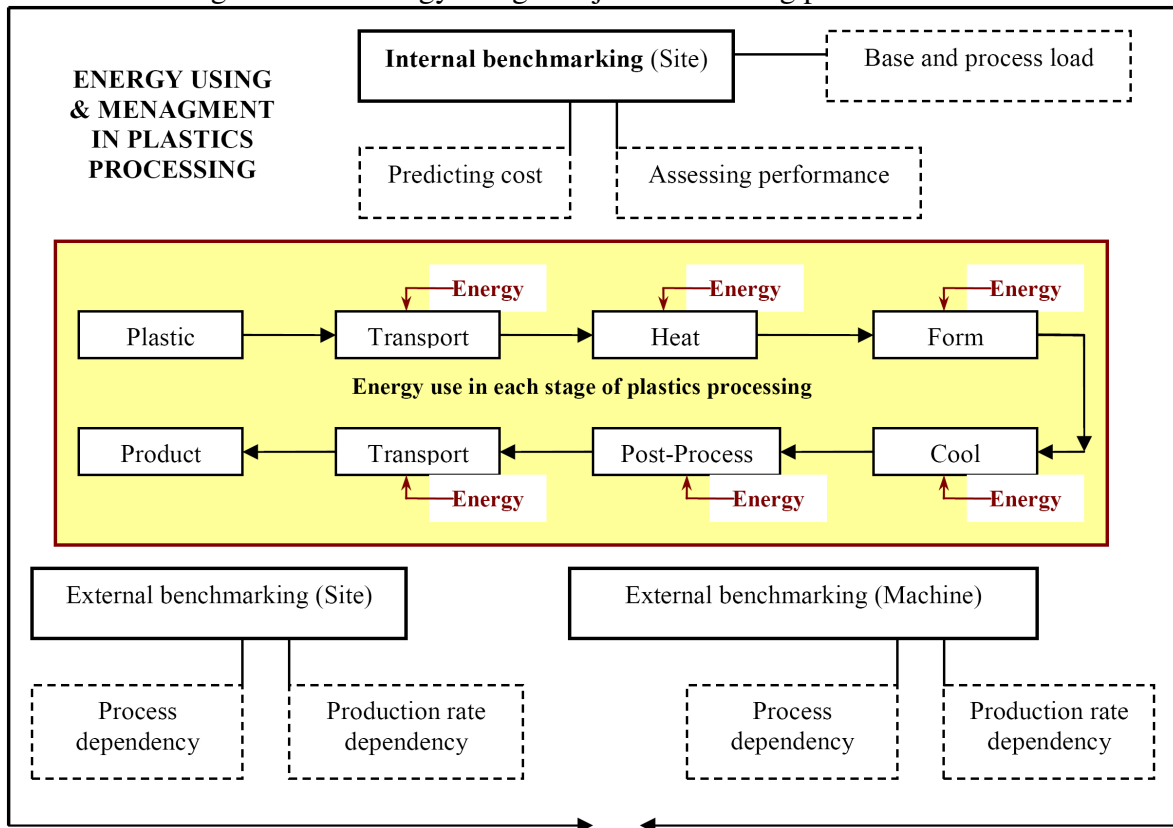 ENERGY USING
& MENAGMENT
IN PLASTICS
PROCESSING
Internal benchmarking (Site)
Base and process load
Predicting cost
Assessing performance
Energy
Energy
Energy
Plastic
Transport
Heat
Form
Energy use in each stage of plastics processing
Product
Transport
Post-Process
Cool
Energy
Energy
Energy
External benchmarking (Site)
External benchmarking (Machine)
Process
dependency
Production rate
dependency
Process
dependency
Production rate
dependency